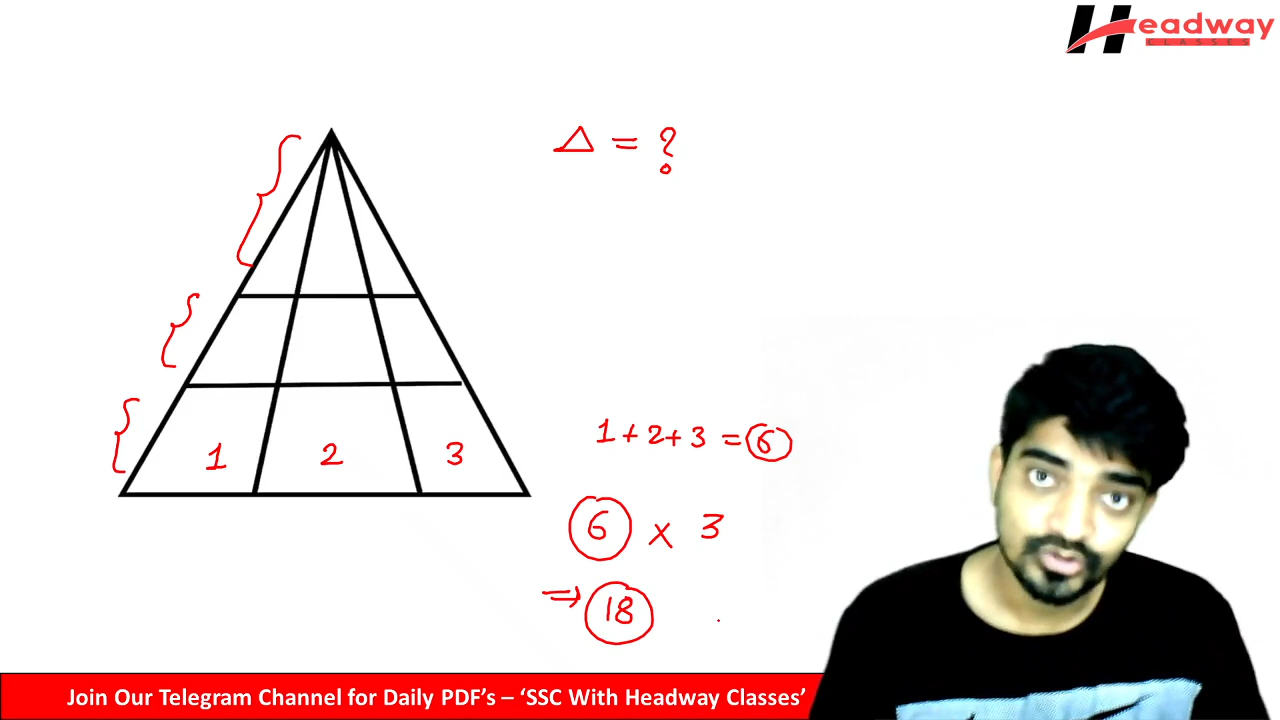 Headway
CLASSES
Δ = ?
1 2 3
1+2+3 = 6
6 x 3
⇒ 18
Join Our Telegram Channel for Daily PDF's – 'SSC With Headway Classes'